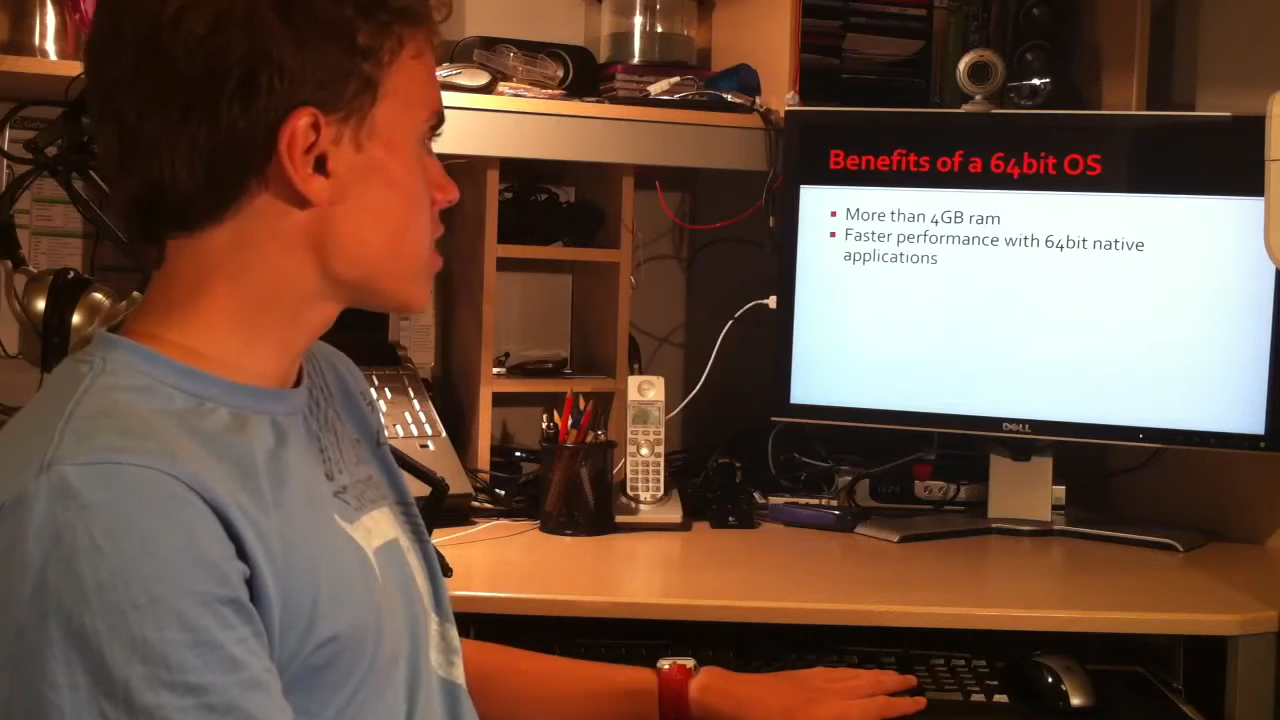 Benefits of a 64bit OS
More than 4GB ram
Faster performance with 64bit native
applications
DELL